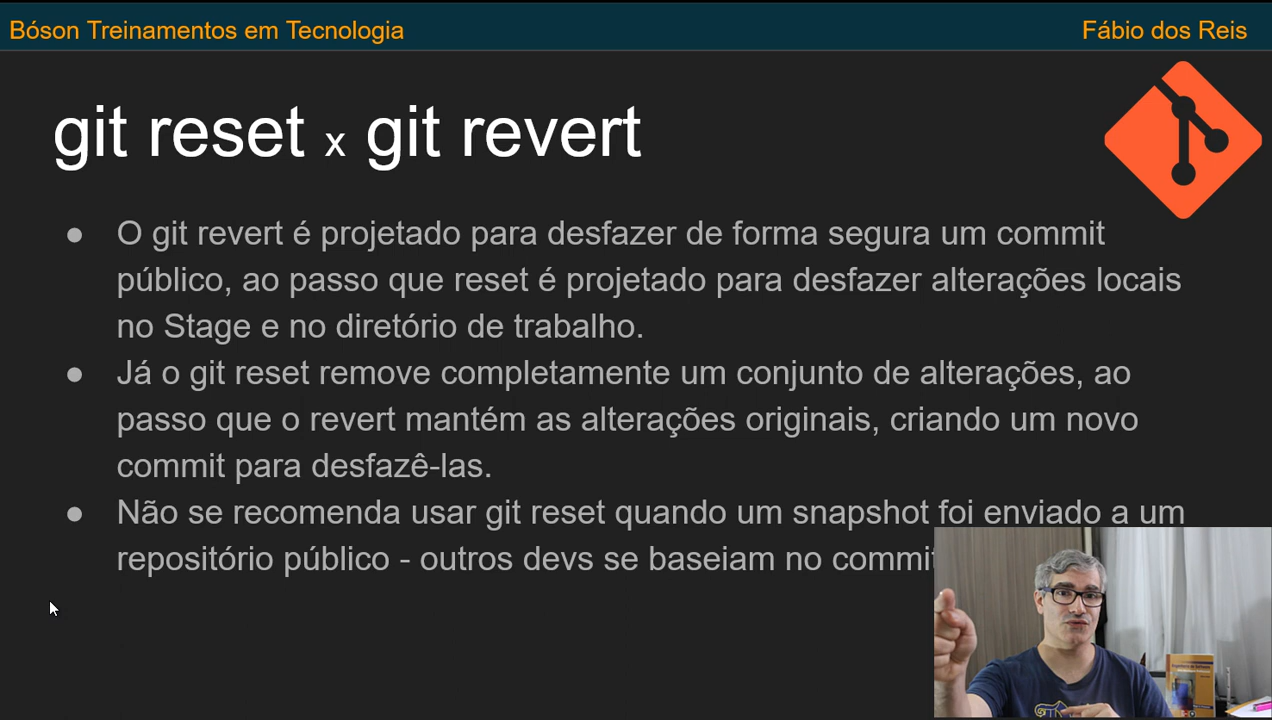 Bóson Treinamentos em Tecnologia
Fábio dos Reis
git reset x git revert
● O git revert é projetado para desfazer de forma segura um commit
público, ao passo que reset é projetado para desfazer alterações locais
no Stage e no diretório de trabalho.
● Já o git reset remove completamente um conjunto de alterações, ao
passo que o revert mantém as alterações originais, criando um novo
commit para desfazê-las.
● Não se recomenda usar git reset quando um snapshot foi enviado a um
repositório público - outros devs se baseiam no commit